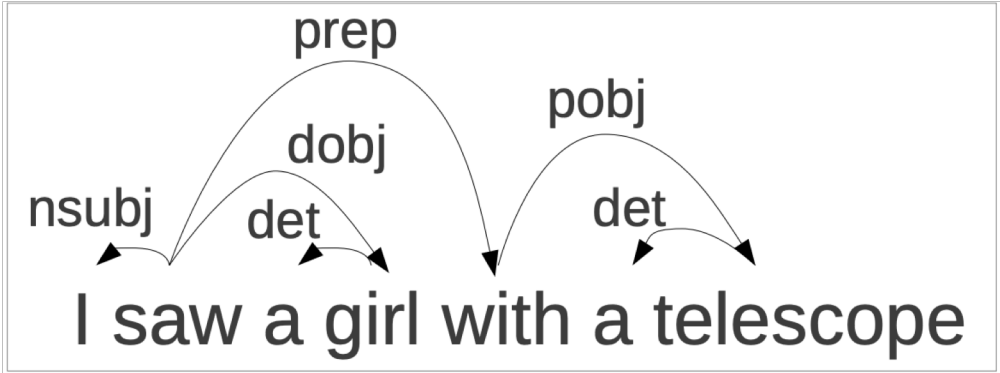 prep
pobj
dobj
nsubj
det
det
I saw a girl with a telescope